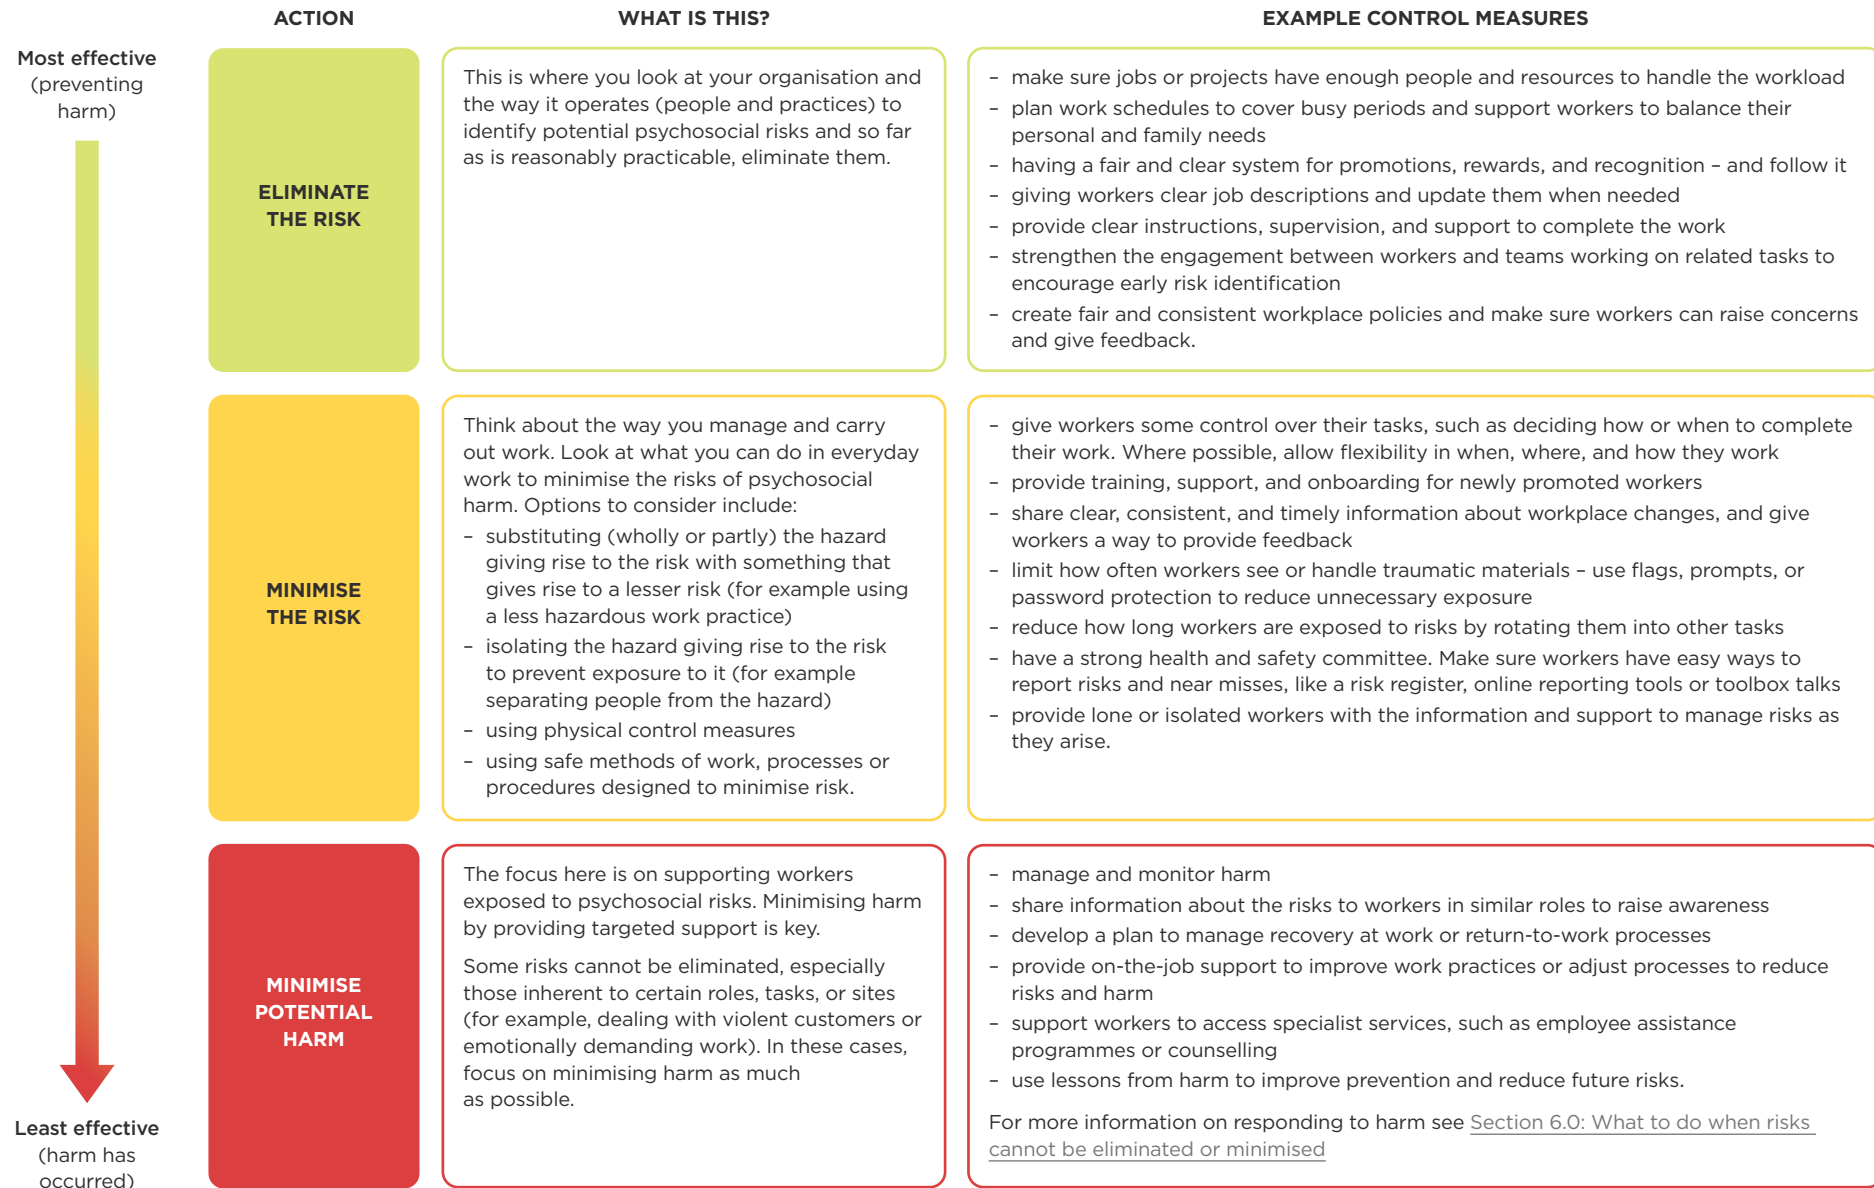 ACTION
WHAT IS THIS?
EXAMPLE CONTROL MEASURES
Most effective
(preventing
harm)
ELIMINATE
THE RISK
This is where you look at your organisation and
the way it operates (people and practices) to
identify potential psychosocial risks and so far
as is reasonably practicable, eliminate them.
– make sure jobs or projects have enough people and resources to handle the workload
– plan work schedules to cover busy periods and support workers to balance their
personal and family needs
– having a fair and clear system for promotions, rewards, and recognition – and follow it
– giving workers clear job descriptions and update them when needed
– provide clear instructions, supervision, and support to complete the work
– strengthen the engagement between workers and teams working on related tasks to
encourage early risk identification
– create fair and consistent workplace policies and make sure workers can raise concerns
and give feedback.
MINIMISE
THE RISK
Think about the way you manage and carry
out work. Look at what you can do in everyday
work to minimise the risks of psychosocial
harm. Options to consider include:
– substituting (wholly or partly) the hazard
giving rise to the risk with something that
gives rise to a lesser risk (for example using
a less hazardous work practice)
– isolating the hazard giving rise to the risk
to prevent exposure to it (for example
separating people from the hazard)
– using physical control measures
– using safe methods of work, processes or
procedures designed to minimise risk.
– give workers some control over their tasks, such as deciding how or when to complete
their work. Where possible, allow flexibility in when, where, and how they work
– provide training, support, and onboarding for newly promoted workers
– share clear, consistent, and timely information about workplace changes, and give
workers a way to provide feedback
– limit how often workers see or handle traumatic materials – use flags, prompts, or
password protection to reduce unnecessary exposure
– reduce how long workers are exposed to risks by rotating them into other tasks
– have a strong health and safety committee. Make sure workers have easy ways to
report risks and near misses, like a risk register, online reporting tools or toolbox talks
– provide lone or isolated workers with the information and support to manage risks as
they arise.
MINIMISE
POTENTIAL
HARM
The focus here is on supporting workers
exposed to psychosocial risks. Minimising harm
by providing targeted support is key.
Some risks cannot be eliminated, especially
those inherent to certain roles, tasks, or sites
(for example, dealing with violent customers or
emotionally demanding work). In these cases,
focus on minimising harm as much
as possible.
– manage and monitor harm
– share information about the risks to workers in similar roles to raise awareness
– develop a plan to manage recovery at work or return-to-work processes
– provide on-the-job support to improve work practices or adjust processes to reduce
risks and harm
– support workers to access specialist services, such as employee assistance
programmes or counselling
– use lessons from harm to improve prevention and reduce future risks.
For more information on responding to harm see Section 6.0: What to do when risks
cannot be eliminated or minimised
Least effective
(harm has
occurred)